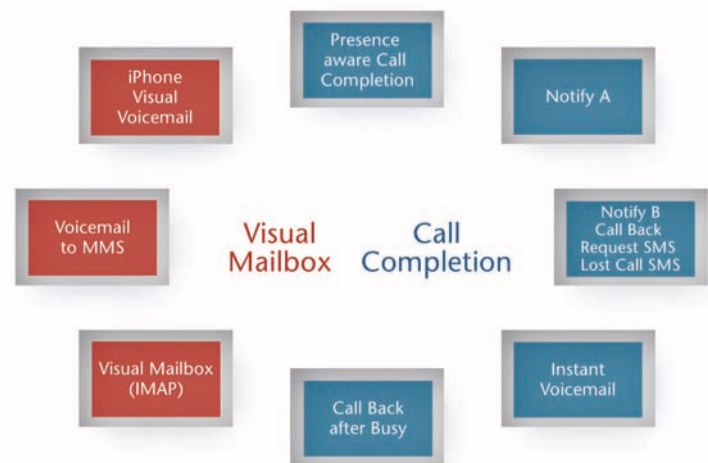 Presence
aware Call
Completion
iPhone
Visual
Voicemail
Notify A
Voicemail
to MMS
Visual
Mailbox
Call
Completion
Notify B
Call Back
Request SMS
Lost Call SMS
Visual Mailbox
(IMAP)
Instant
Voicemail
Call Back
after Busy